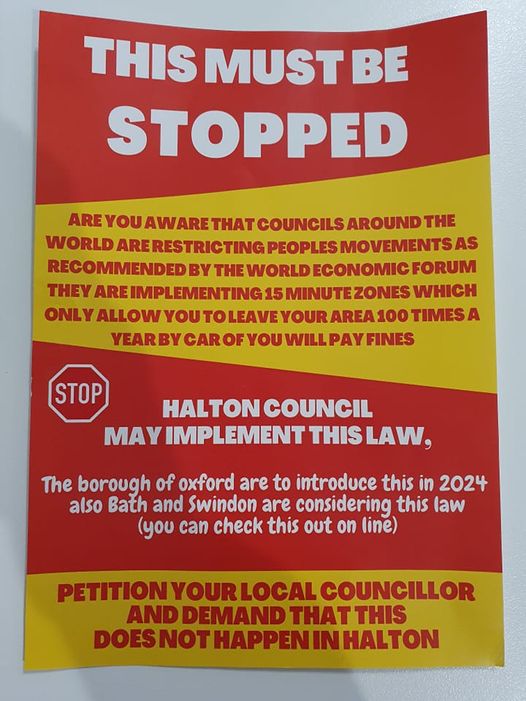 THIS MUST BE
STOPPED
ARE YOU AWARE THAT COUNCILS AROUND THE
WORLD ARE RESTRICTING PEOPLES MOVEMENTS AS
RECOMMENDED BY THE WORLD ECONOMIC FORUM
THEY ARE IMPLEMENTING 15 MINUTE ZONES WHICH
ONLY ALLOW YOU TO LEAVE YOUR AREA 100 TIMES A
YEAR BY CAR OF YOU WILL PAY FINES
STOP
HALTON COUNCIL
MAY IMPLEMENT THIS LAW,
The borough of oxford are to introduce this in 2024
also Bath and Swindon are considering this law
(you can check this out on line)
PETITION YOUR LOCAL COUNCILLOR
AND DEMAND THAT THIS
DOES NOT HAPPEN IN HALTON